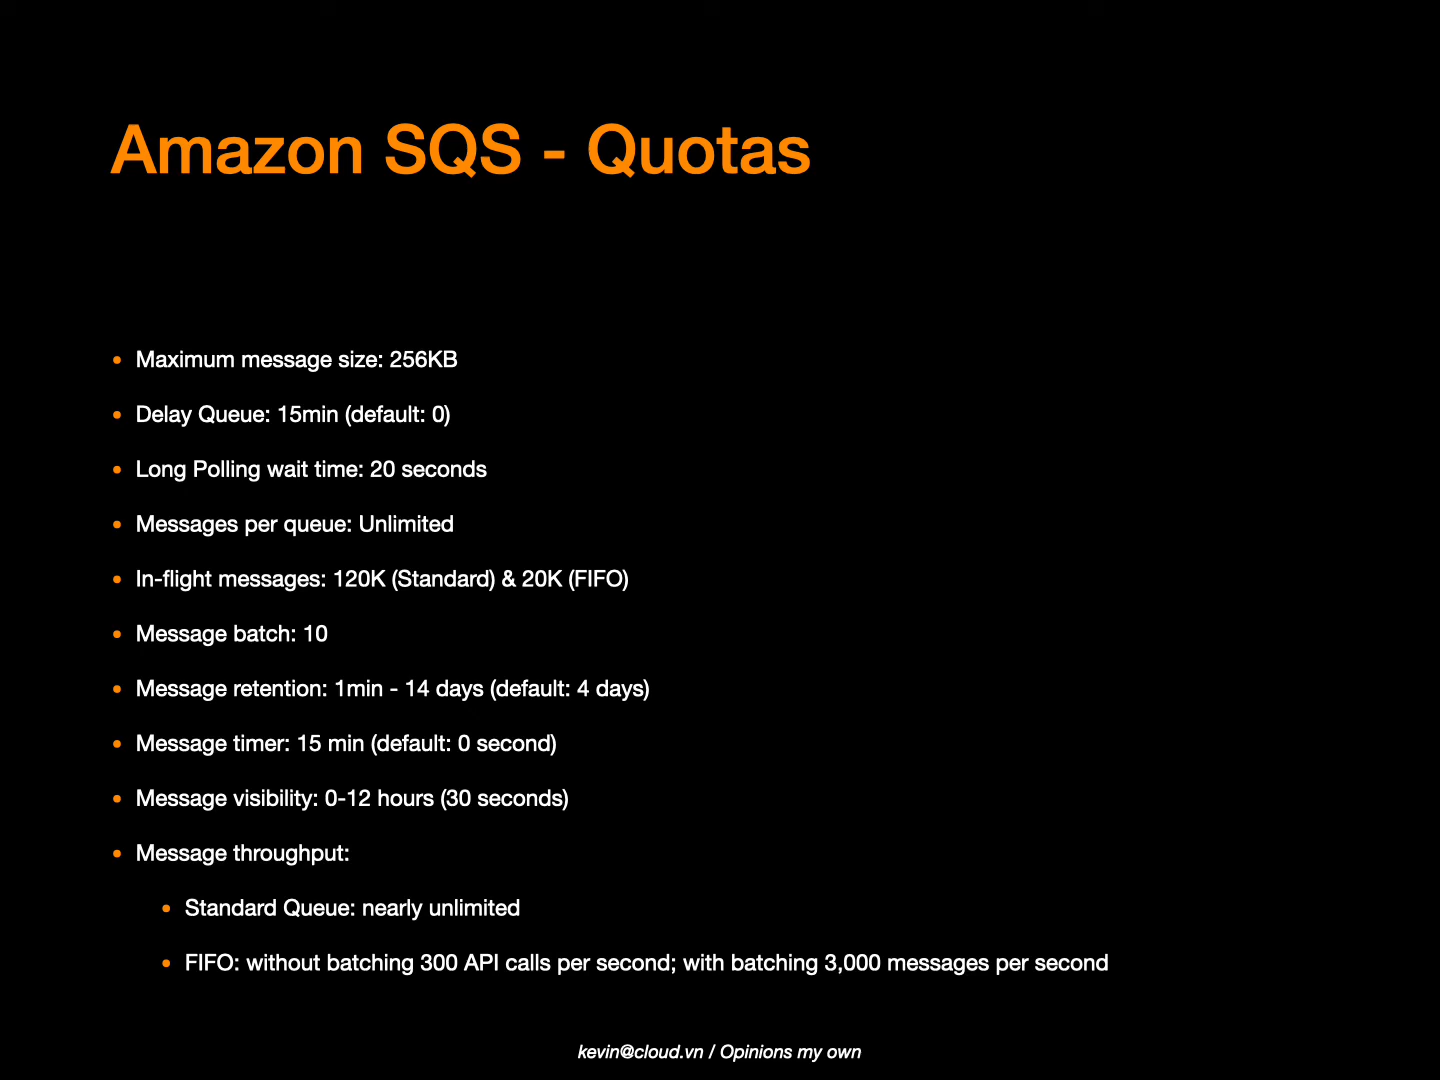 Amazon SQS - Quotas
• Maximum message size: 256KB
• Delay Queue: 15min (default: 0)
• Long Polling wait time: 20 seconds
• Messages per queue: Unlimited
• In-flight messages: 120K (Standard) & 20K (FIFO)
• Message batch: 10
• Message retention: 1min - 14 days (default: 4 days)
• Message timer: 15 min (default: 0 second)
• Message visibility: 0-12 hours (30 seconds)
• Message throughput:
• Standard Queue: nearly unlimited
• FIFO: without batching 300 API calls per second; with batching 3,000 messages per second
kevin@cloud.vn / Opinions my own